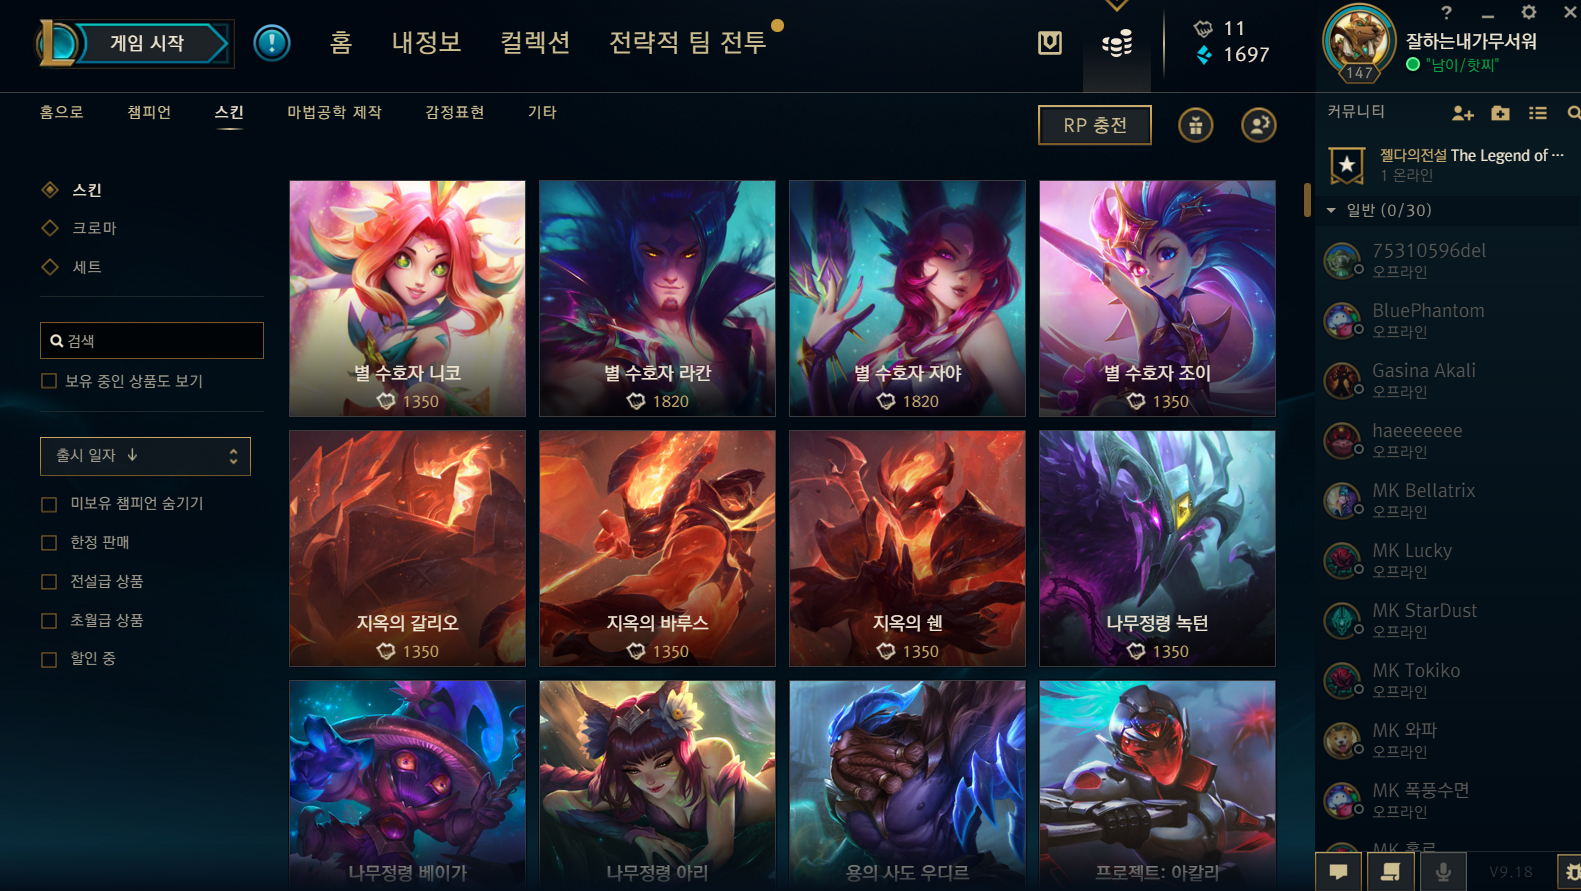 게임 시작
홈
내정보
컬렉션
전략적 팀 전투
11
1697
147
잘하는내가무서워
"남이/핫찌"
홈으로
챔피언
스킨
마법공학 제작
감정표현
기타
RP 충전
커뮤니티
젤다의전설 The Legend of ···
1 온라인
일반 (0/30)
스킨
크로마
세트
검색
보유 중인 상품도 보기
출시 일자 ↓
미보유 챔피언 숨기기
한정 판매
전설급 상품
초월급 상품
할인 중
별 수호자 니코
1350
별 수호자 라칸
1820
별 수호자 자야
1820
별 수호자 조이
1350
지옥의 갈리오
1350
지옥의 바루스
1350
지옥의 쉔
1350
나무정령 녹턴
1350
나무정령 베이가
나무정령 아리
용의 사도 우디르
프로젝트: 아칼리
75310596del
오프라인
BluePhantom
오프라인
Gasina Akali
오프라인
haeeeeeee
오프라인
MK Bellatrix
오프라인
MK Lucky
오프라인
MK StarDust
오프라인
MK Tokiko
오프라인
MK 와파
오프라인
MK 폭풍수면
오프라인
MK 홀로
V9.18